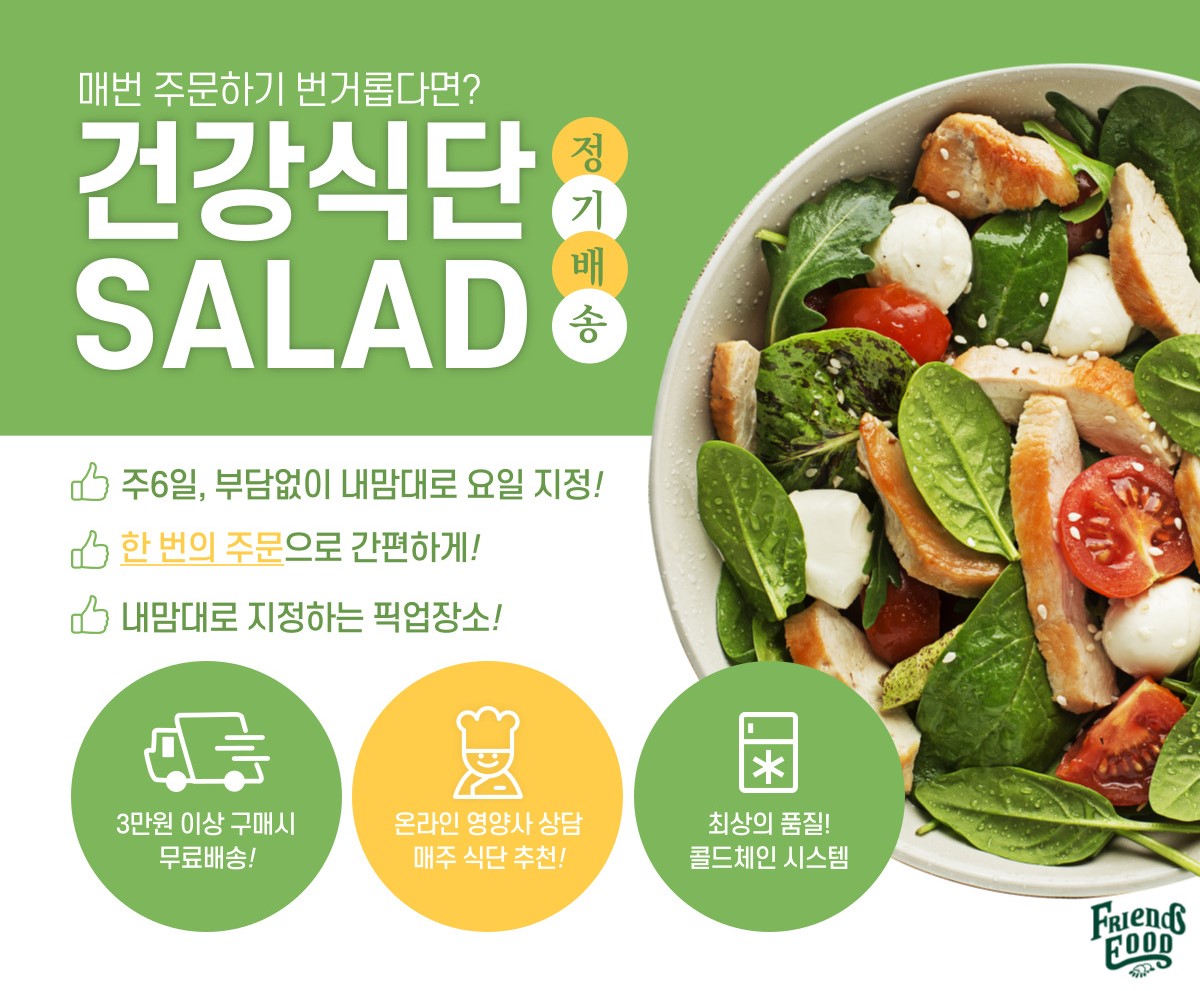 매번 주문하기 번거롭다면?
건강식단
SALAD
정
기
배
송
주6일, 부담없이 내맘대로 요일 지정!
한 번의 주문으로 간편하게!
내맘대로 지정하는 픽업장소!
3만원 이상 구매시
무료배송!
온라인 영양사 상담
매주 식단 추천!
최상의 품질!
콜드체인 시스템
FRIENDS
FOOD